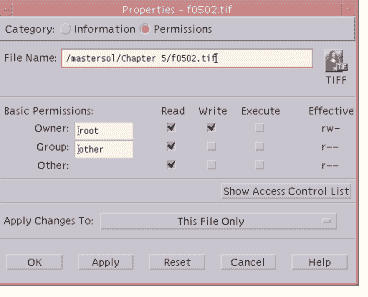 Properties - f0502.tif
Category: Information Permissions
File Name: /mastersol/Chapter 5/f0502.tif
TIFF
Basic Permissions: Read Write Execute Effective
Owner: root rw-
Group: other r--
Other: r--
Show Access Control List
Apply Changes To: This File Only
OK Apply Reset Cancel Help